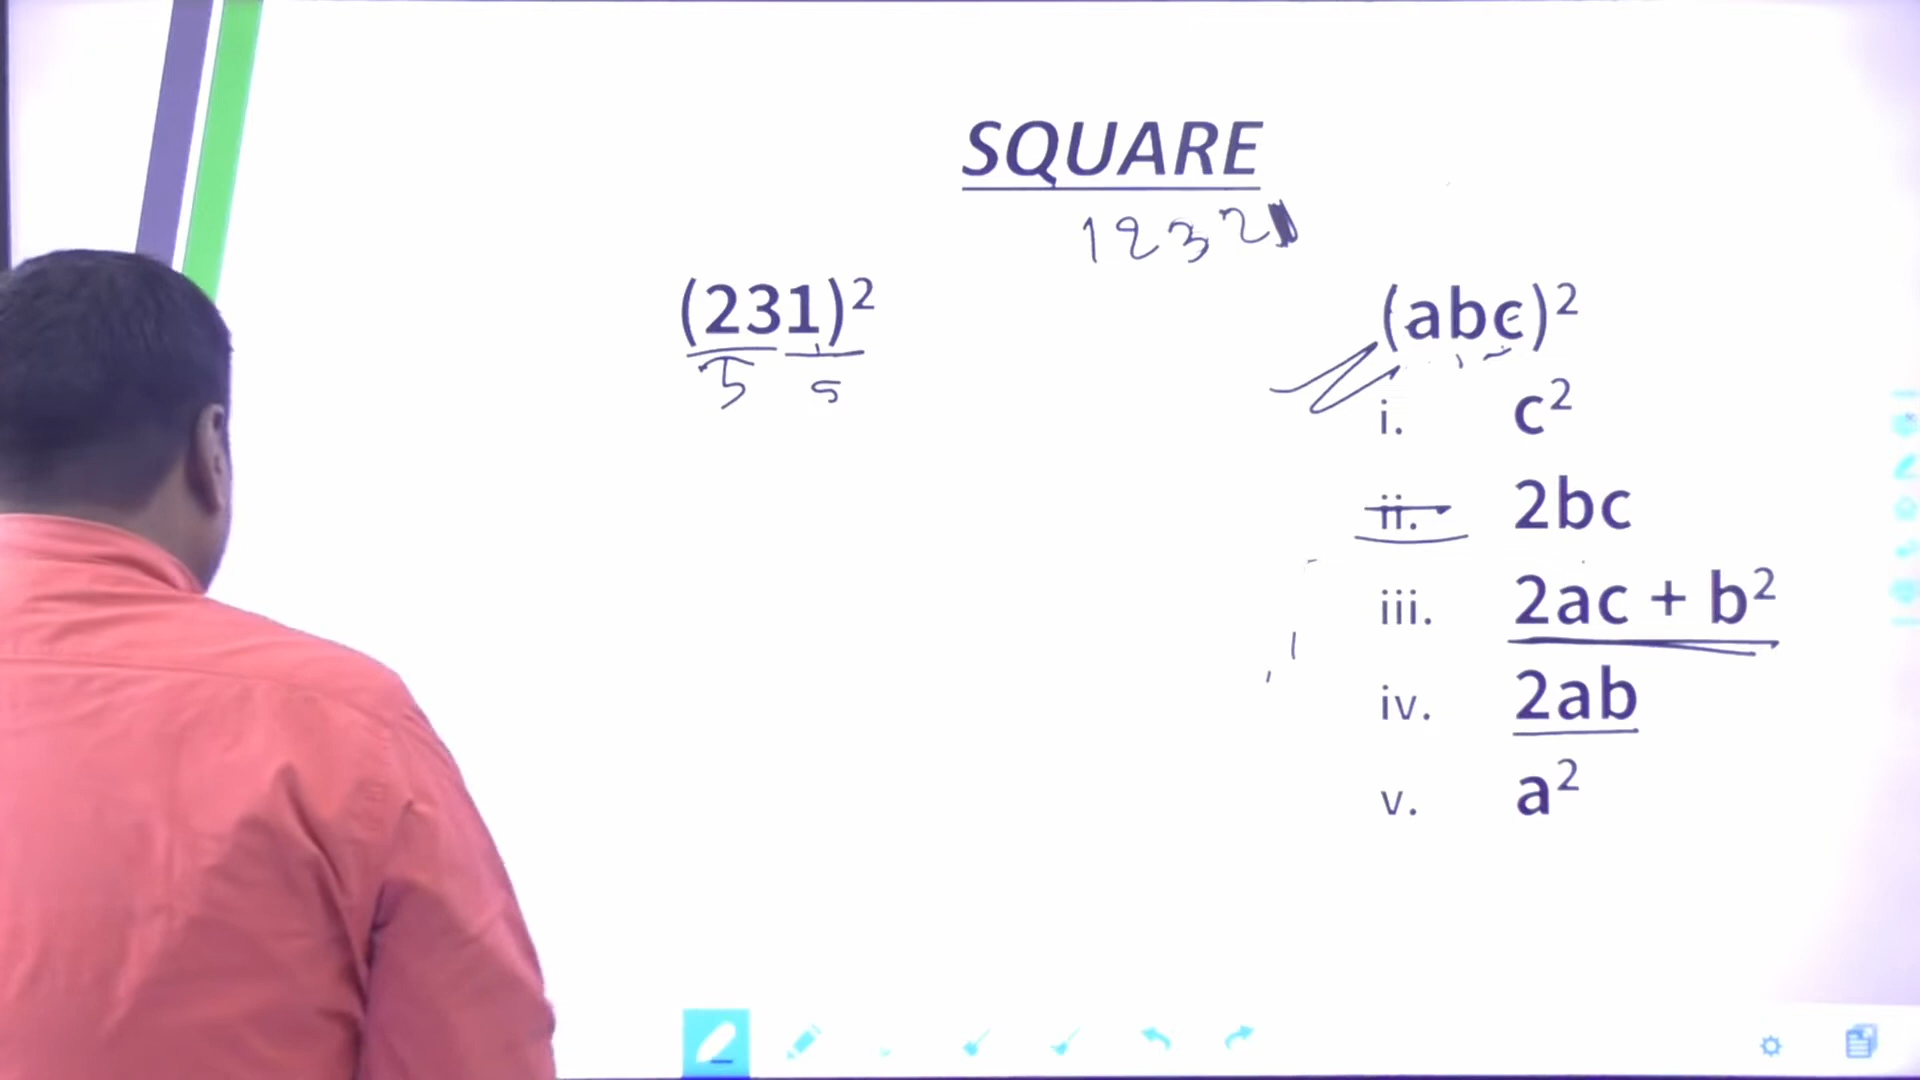 SQUARE
1232
(231)²
5 5
(abc)²
i. c²
ii. 2bc
iii. 2ac + b²
iv. 2ab
v. a²